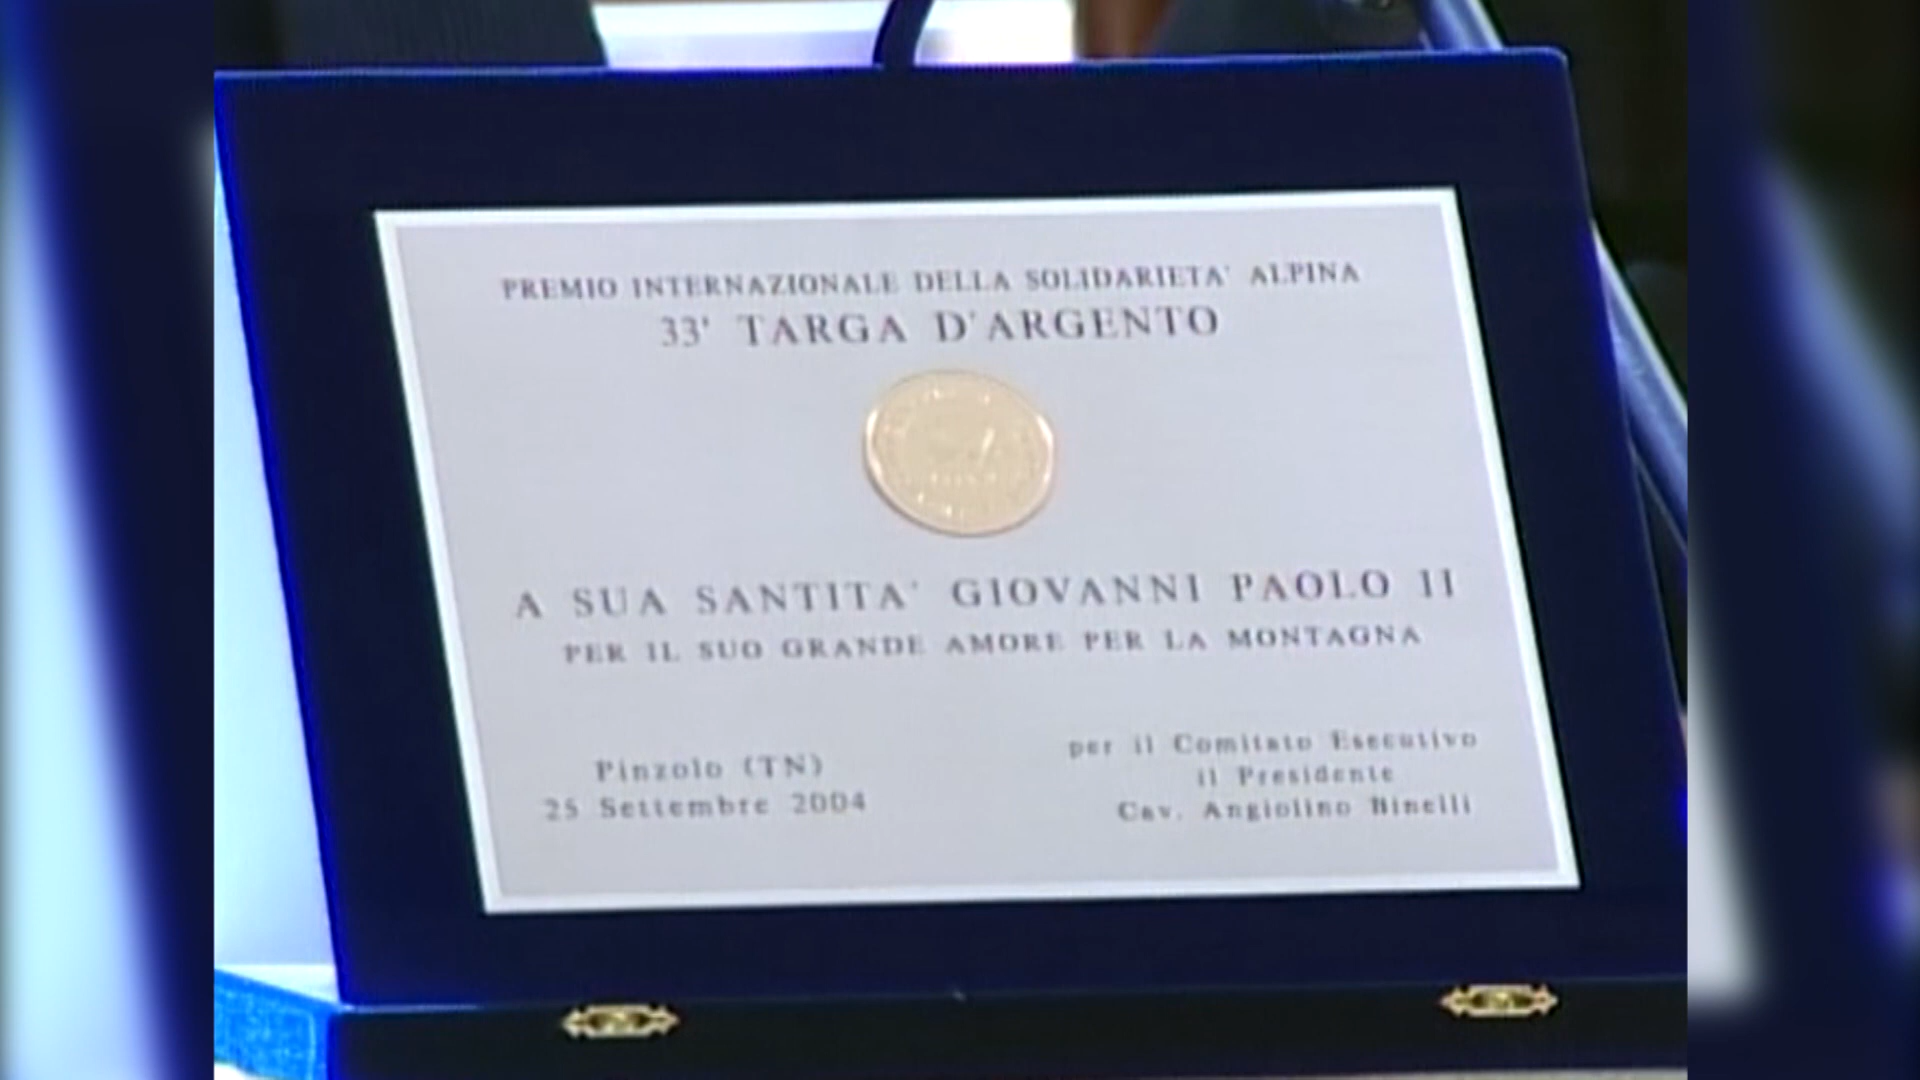 PREMIO INTERNAZIONALE DELLA SOLIDARIETA' ALPINA
33' TARGA D'ARGENTO
A SUA SANTITA' GIOVANNI PAOLO II
PER IL SUO GRANDE AMORE PER LA MONTAGNA
Pinzolo (TN)
25 Settembre 2004
per il Comitato Esecutivo
il Presidente
Cav. Angiolino Binelli